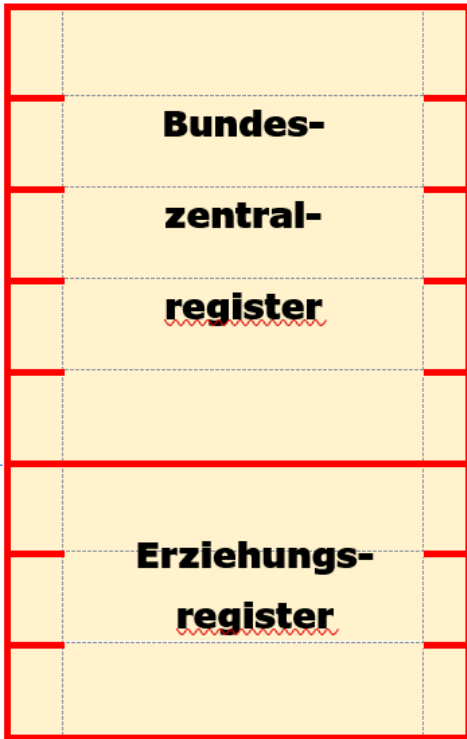 Bundes-
zentral-
register
Erziehungs-
register